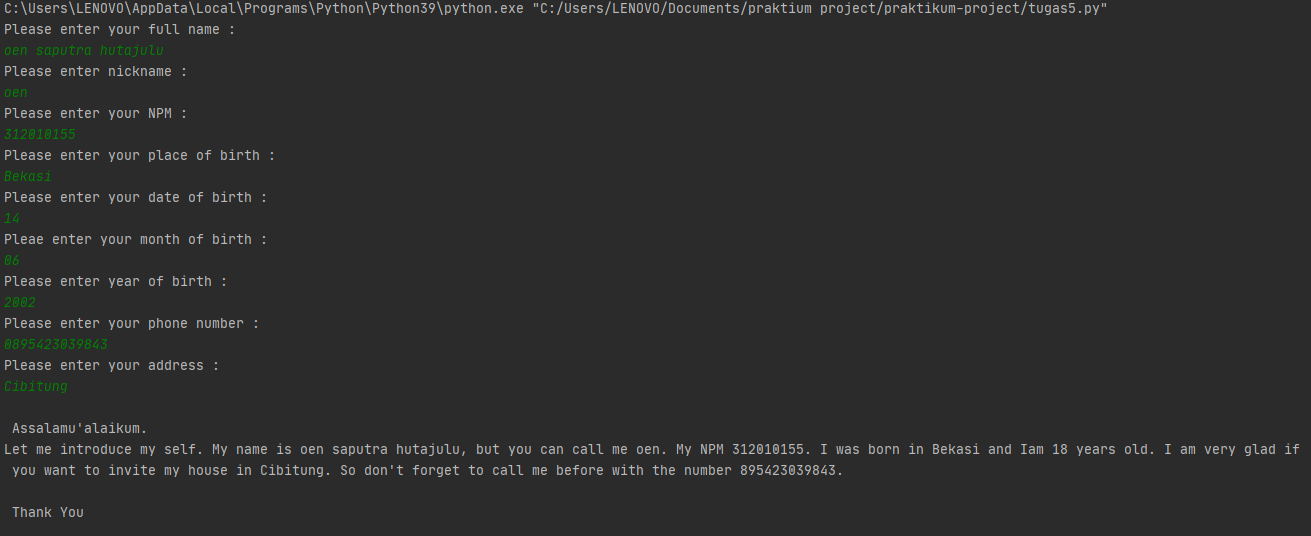 C:\Users\LENOVO\AppData\Local\Programs\Python\Python39\python.exe "C:/Users/LENOVO/Documents/praktium project/praktikum-project/tugas5.py"
Please enter your full name :
oen saputra hutajulu
Please enter nickname :
oen
Please enter your NPM :
312010155
Please enter your place of birth :
Bekasi
Please enter your date of birth :
14
Pleae enter your month of birth :
06
Please enter year of birth :
2002
Please enter your phone number :
0895423039843
Please enter your address :
Cibitung
Assalamu'alaikum.
Let me introduce my self. My name is oen saputra hutajulu, but you can call me oen. My NPM 312010155. I was born in Bekasi and Iam 18 years old. I am very glad if
you want to invite my house in Cibitung. So don't forget to call me before with the number 895423039843.
Thank You